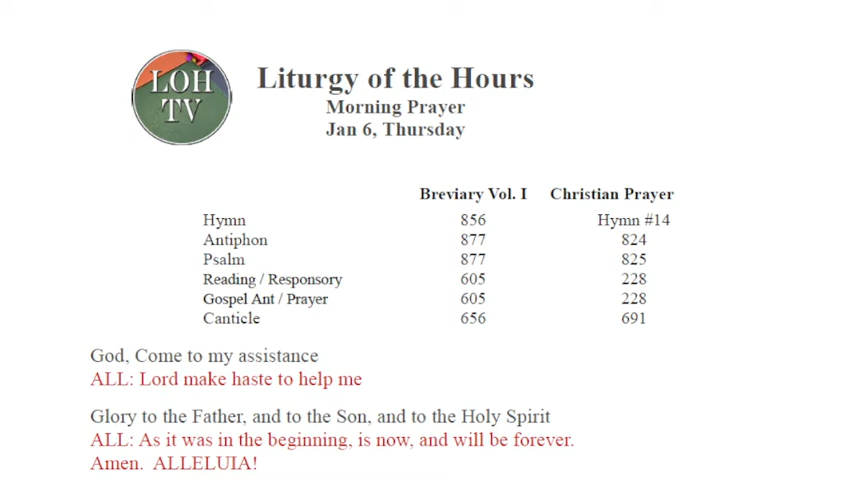 LOH
TV
Liturgy of the Hours
Morning Prayer
Jan 6, Thursday
Breviary Vol. I Christian Prayer
Hymn 856 Hymn #14
Antiphon 877 824
Psalm 877 825
Reading / Responsory 605 228
Gospel Ant / Prayer 605 228
Canticle 656 691
God, Come to my assistance
ALL: Lord make haste to help me
Glory to the Father, and to the Son, and to the Holy Spirit
ALL: As it was in the beginning, is now, and will be forever.
Amen. ALLELUIA!